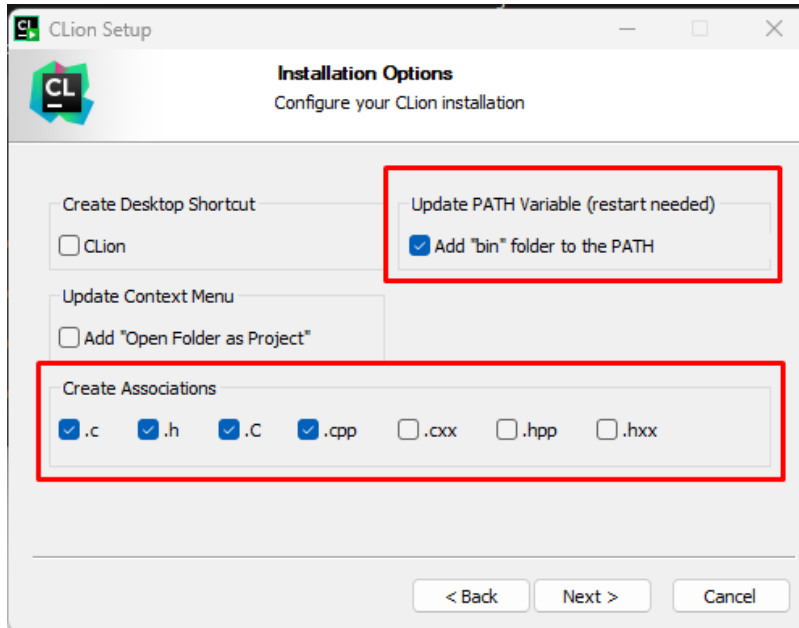 CL
CLion Setup
CL
Installation Options
Configure your CLion installation
Create Desktop Shortcut
CLion
Update PATH Variable (restart needed)
Add "bin" folder to the PATH
Update Context Menu
Add "Open Folder as Project"
Create Associations
.c .h .C .cpp .cxx .hpp .hxx
< Back Next > Cancel